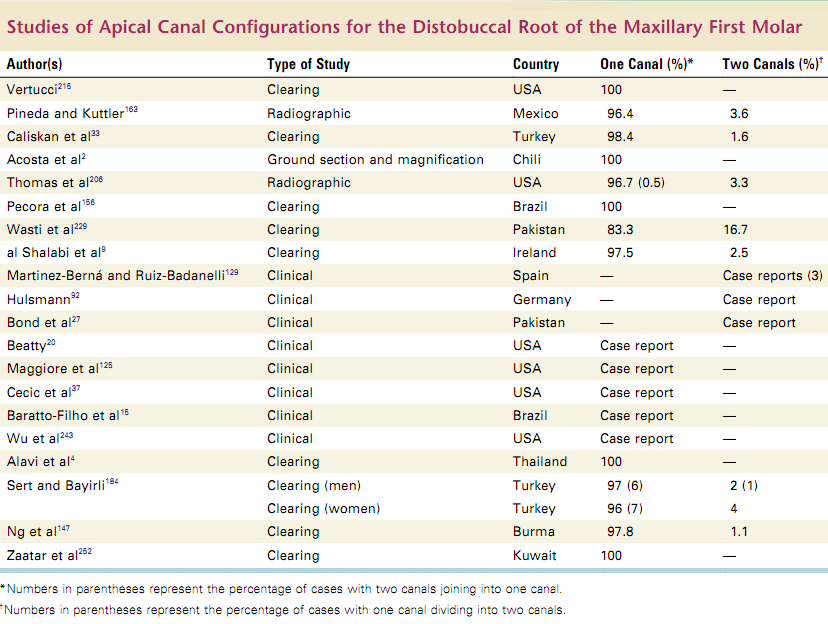 Studies of Apical Canal Configurations for the Distobuccal Root of the Maxillary First Molar
Author(s) Type of Study Country One Canal (%)* Two Canals (%)†
Vertucci215 Clearing USA 100 —
Pineda and Kuttler163 Radiographic Mexico 96.4 3.6
Caliskan et al33 Clearing Turkey 98.4 1.6
Acosta et al2 Ground section and magnification Chili 100 —
Thomas et al206 Radiographic USA 96.7 (0.5) 3.3
Pecora et al156 Clearing Brazil 100 —
Wasti et al229 Clearing Pakistan 83.3 16.7
al Shalabi et al9 Clearing Ireland 97.5 2.5
Martinez-Berná and Ruiz-Badanelli129 Clinical Spain — Case reports (3)
Hulsmann92 Clinical Germany — Case report
Bond et al27 Clinical Pakistan — Case report
Beatty20 Clinical USA Case report —
Maggiore et al125 Clinical USA Case report —
Cecic et al37 Clinical USA Case report —
Baratto-Filho et al16 Clinical Brazil Case report —
Wu et al243 Clinical USA Case report —
Alavi et al4 Clearing Thailand 100 —
Sert and Bayirli184 Clearing (men) Turkey 97 (6) 2 (1)
Clearing (women) Turkey 96 (7) 4
Ng et al147 Clearing Burma 97.8 1.1
Zaatar et al252 Clearing Kuwait 100 —
*Numbers in parentheses represent the percentage of cases with two canals joining into one canal.
†Numbers in parentheses represent the percentage of cases with one canal dividing into two canals.